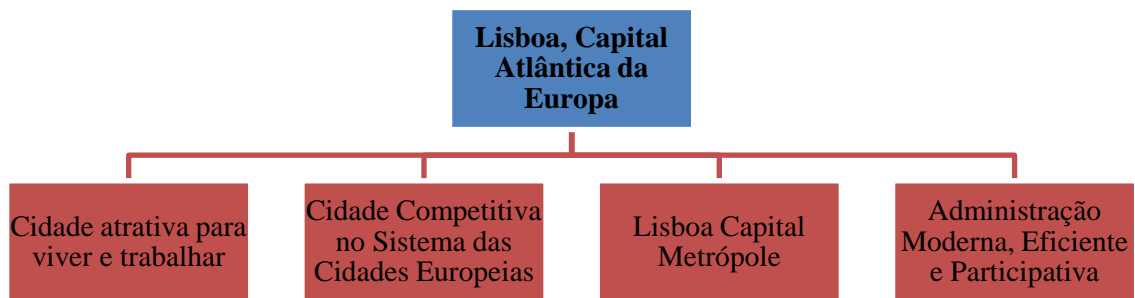 Lisboa, Capital
Atlântica da
Europa
Cidade atrativa para
viver e trabalhar
Cidade Competitiva
no Sistema das
Cidades Europeias
Lisboa Capital
Metrópole
Administração
Moderna, Eficiente
e Participativa